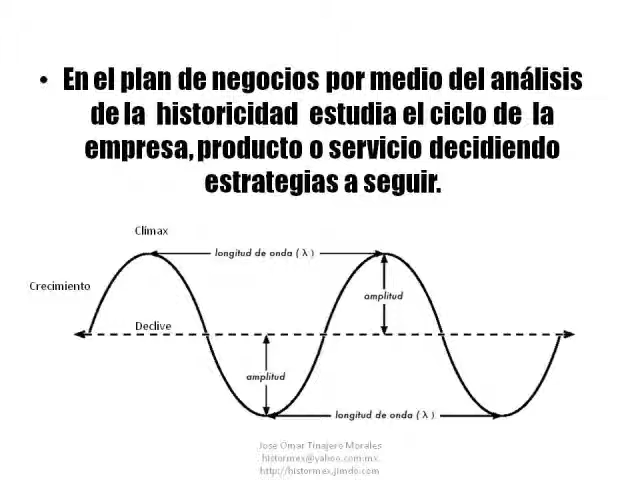 • En el plan de negocios por medio del análisis
de la historicidad estudia el ciclo de la
empresa, producto o servicio decidiendo
estrategias a seguir.
Clímax
longitud de onda ( λ )
Crecimiento
amplitud
Declive
amplitud
longitud de onda ( λ )
Jose Omar Tinajero Morales
histormex@yahoo.com.mx
http://histormex.jimdo.com